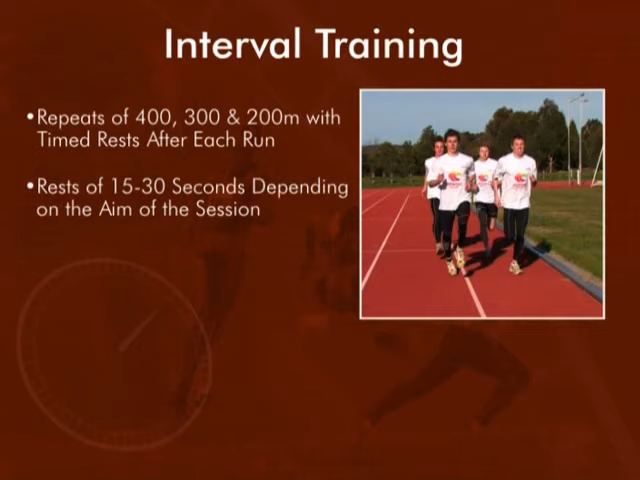 Interval Training
•Repeats of 400, 300 & 200m with
Timed Rests After Each Run
•Rests of 15-30 Seconds Depending
on the Aim of the Session